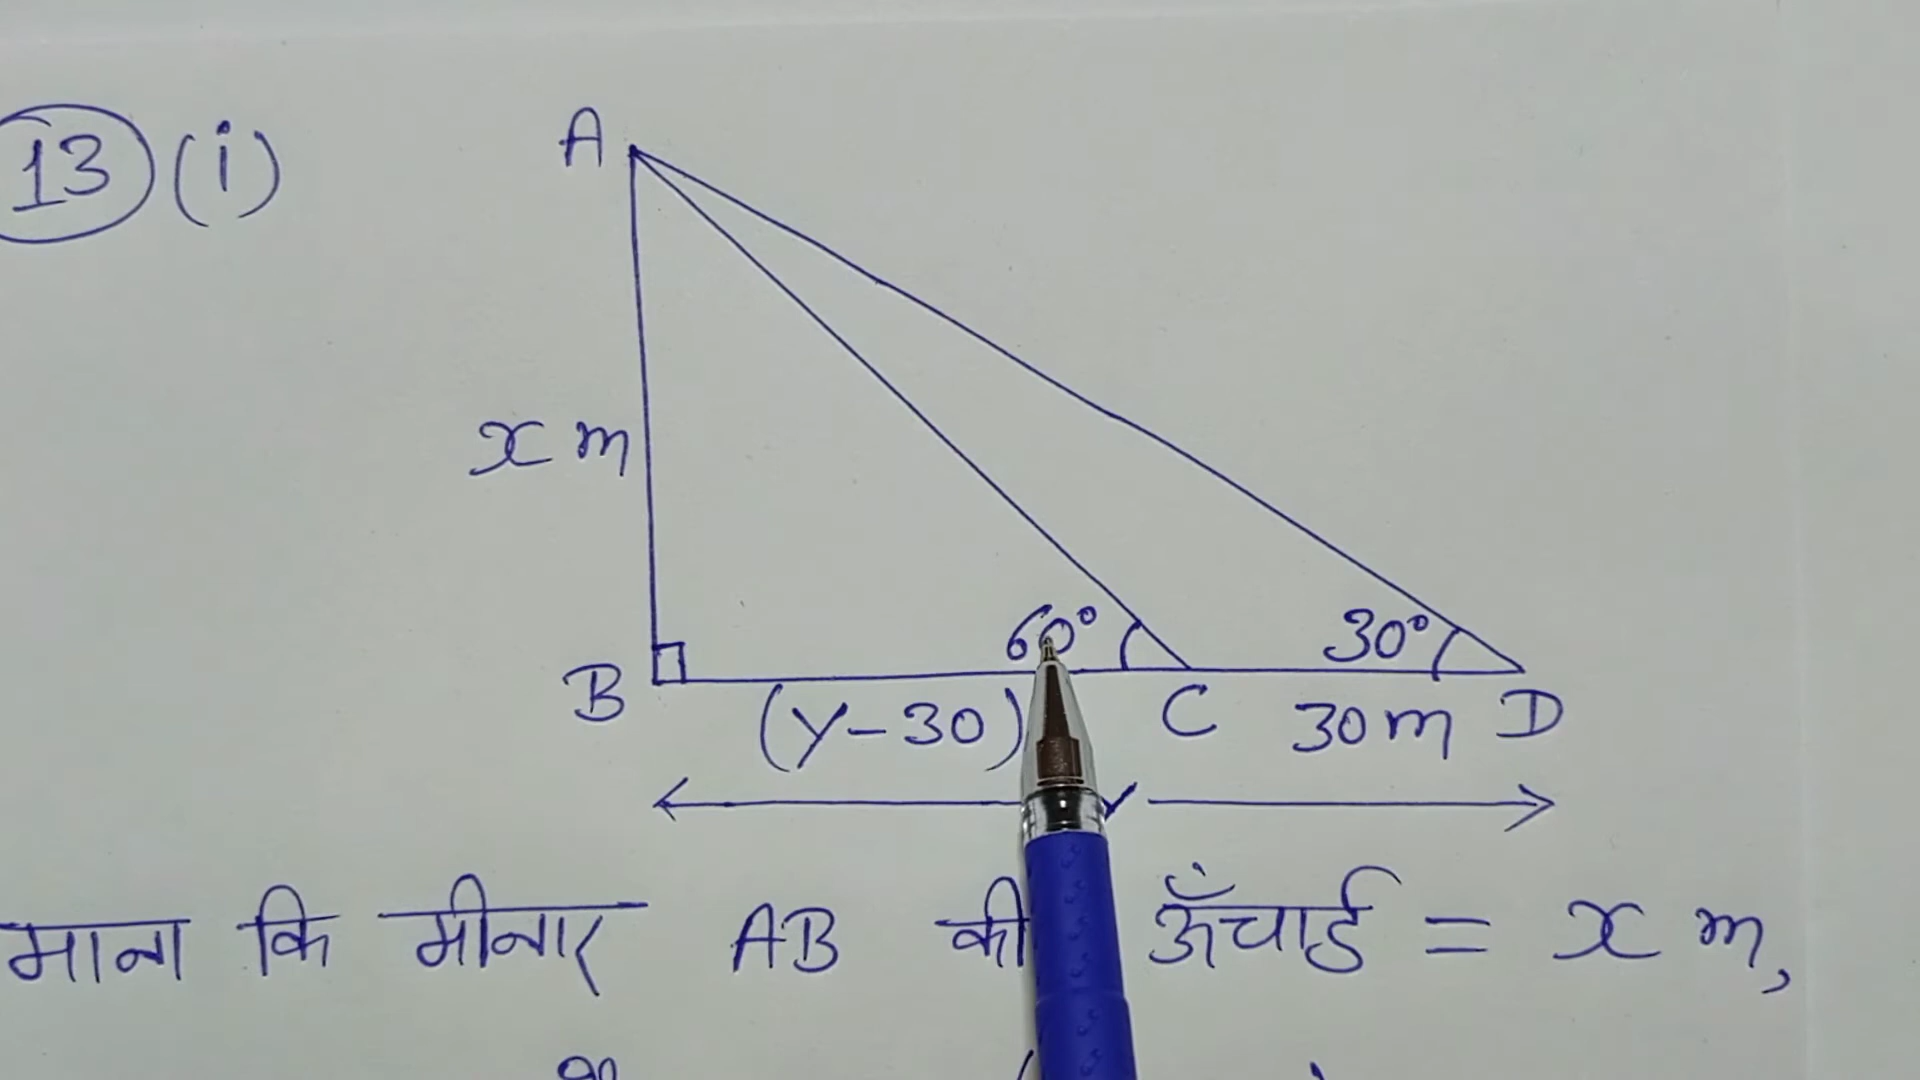 13 (i)
A
x m
60° 30°
B (y-30) C 30 m D
माना कि मीनार AB की ऊँचाई = x m,